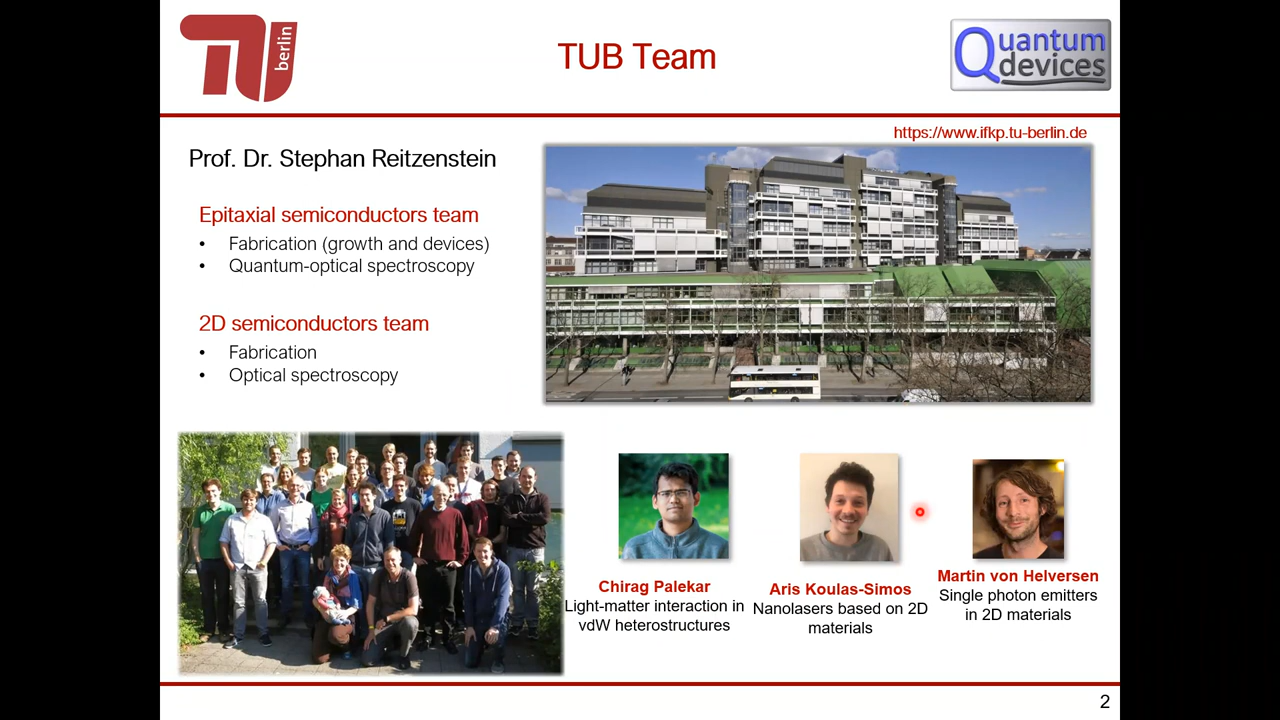 TU berlin
TUB Team
Quantum devices
https://www.ifkp.tu-berlin.de
Prof. Dr. Stephan Reitzenstein
Epitaxial semiconductors team
• Fabrication (growth and devices)
• Quantum-optical spectroscopy
2D semiconductors team
• Fabrication
• Optical spectroscopy
Chirag Palekar
Light-matter interaction in
vdW heterostructures
Aris Koulas-Simos
Nanolasers based on 2D
materials
Martin von Helversen
Single photon emitters
in 2D materials
2